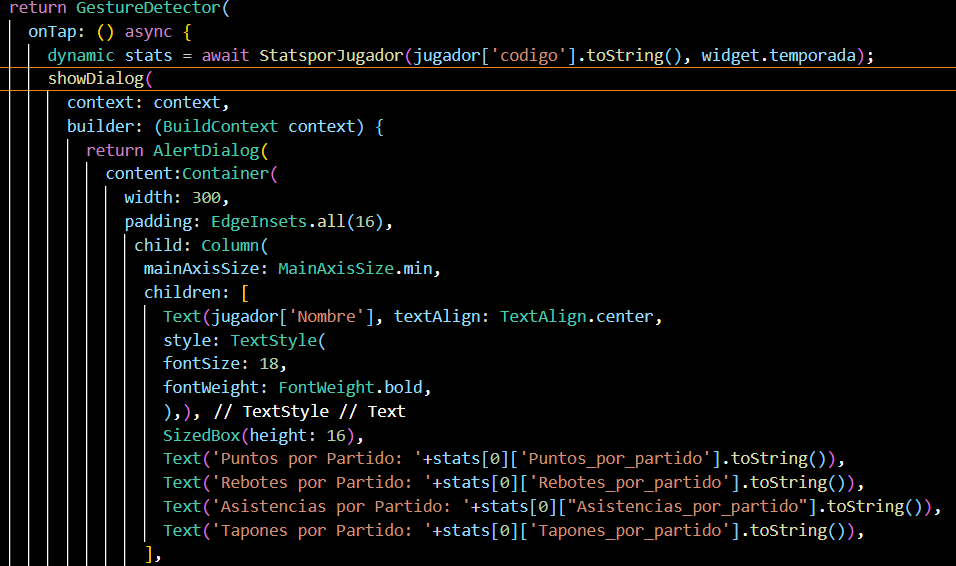 return GestureDetector(
onTap: () async {
dynamic stats = await StatsporJugador(jugador['codigo'].toString(), widget.temporada);
showDialog(
context: context,
builder: (BuildContext context) {
return AlertDialog(
content:Container(
width: 300,
padding: EdgeInsets.all(16),
child: Column(
mainAxisSize: MainAxisSize.min,
children: [
Text(jugador['Nombre'], textAlign: TextAlign.center,
style: TextStyle(
fontSize: 18,
fontWeight: FontWeight.bold,
),), // TextStyle // Text
SizedBox(height: 16),
Text('Puntos por Partido: '+stats[0]['Puntos_por_partido'].toString()),
Text('Rebotes por Partido: '+stats[0]['Rebotes_por_partido'].toString()),
Text('Asistencias por Partido: '+stats[0]["Asistencias_por_partido"].toString()),
Text('Tapones por Partido: '+stats[0]['Tapones_por_partido'].toString()),
],